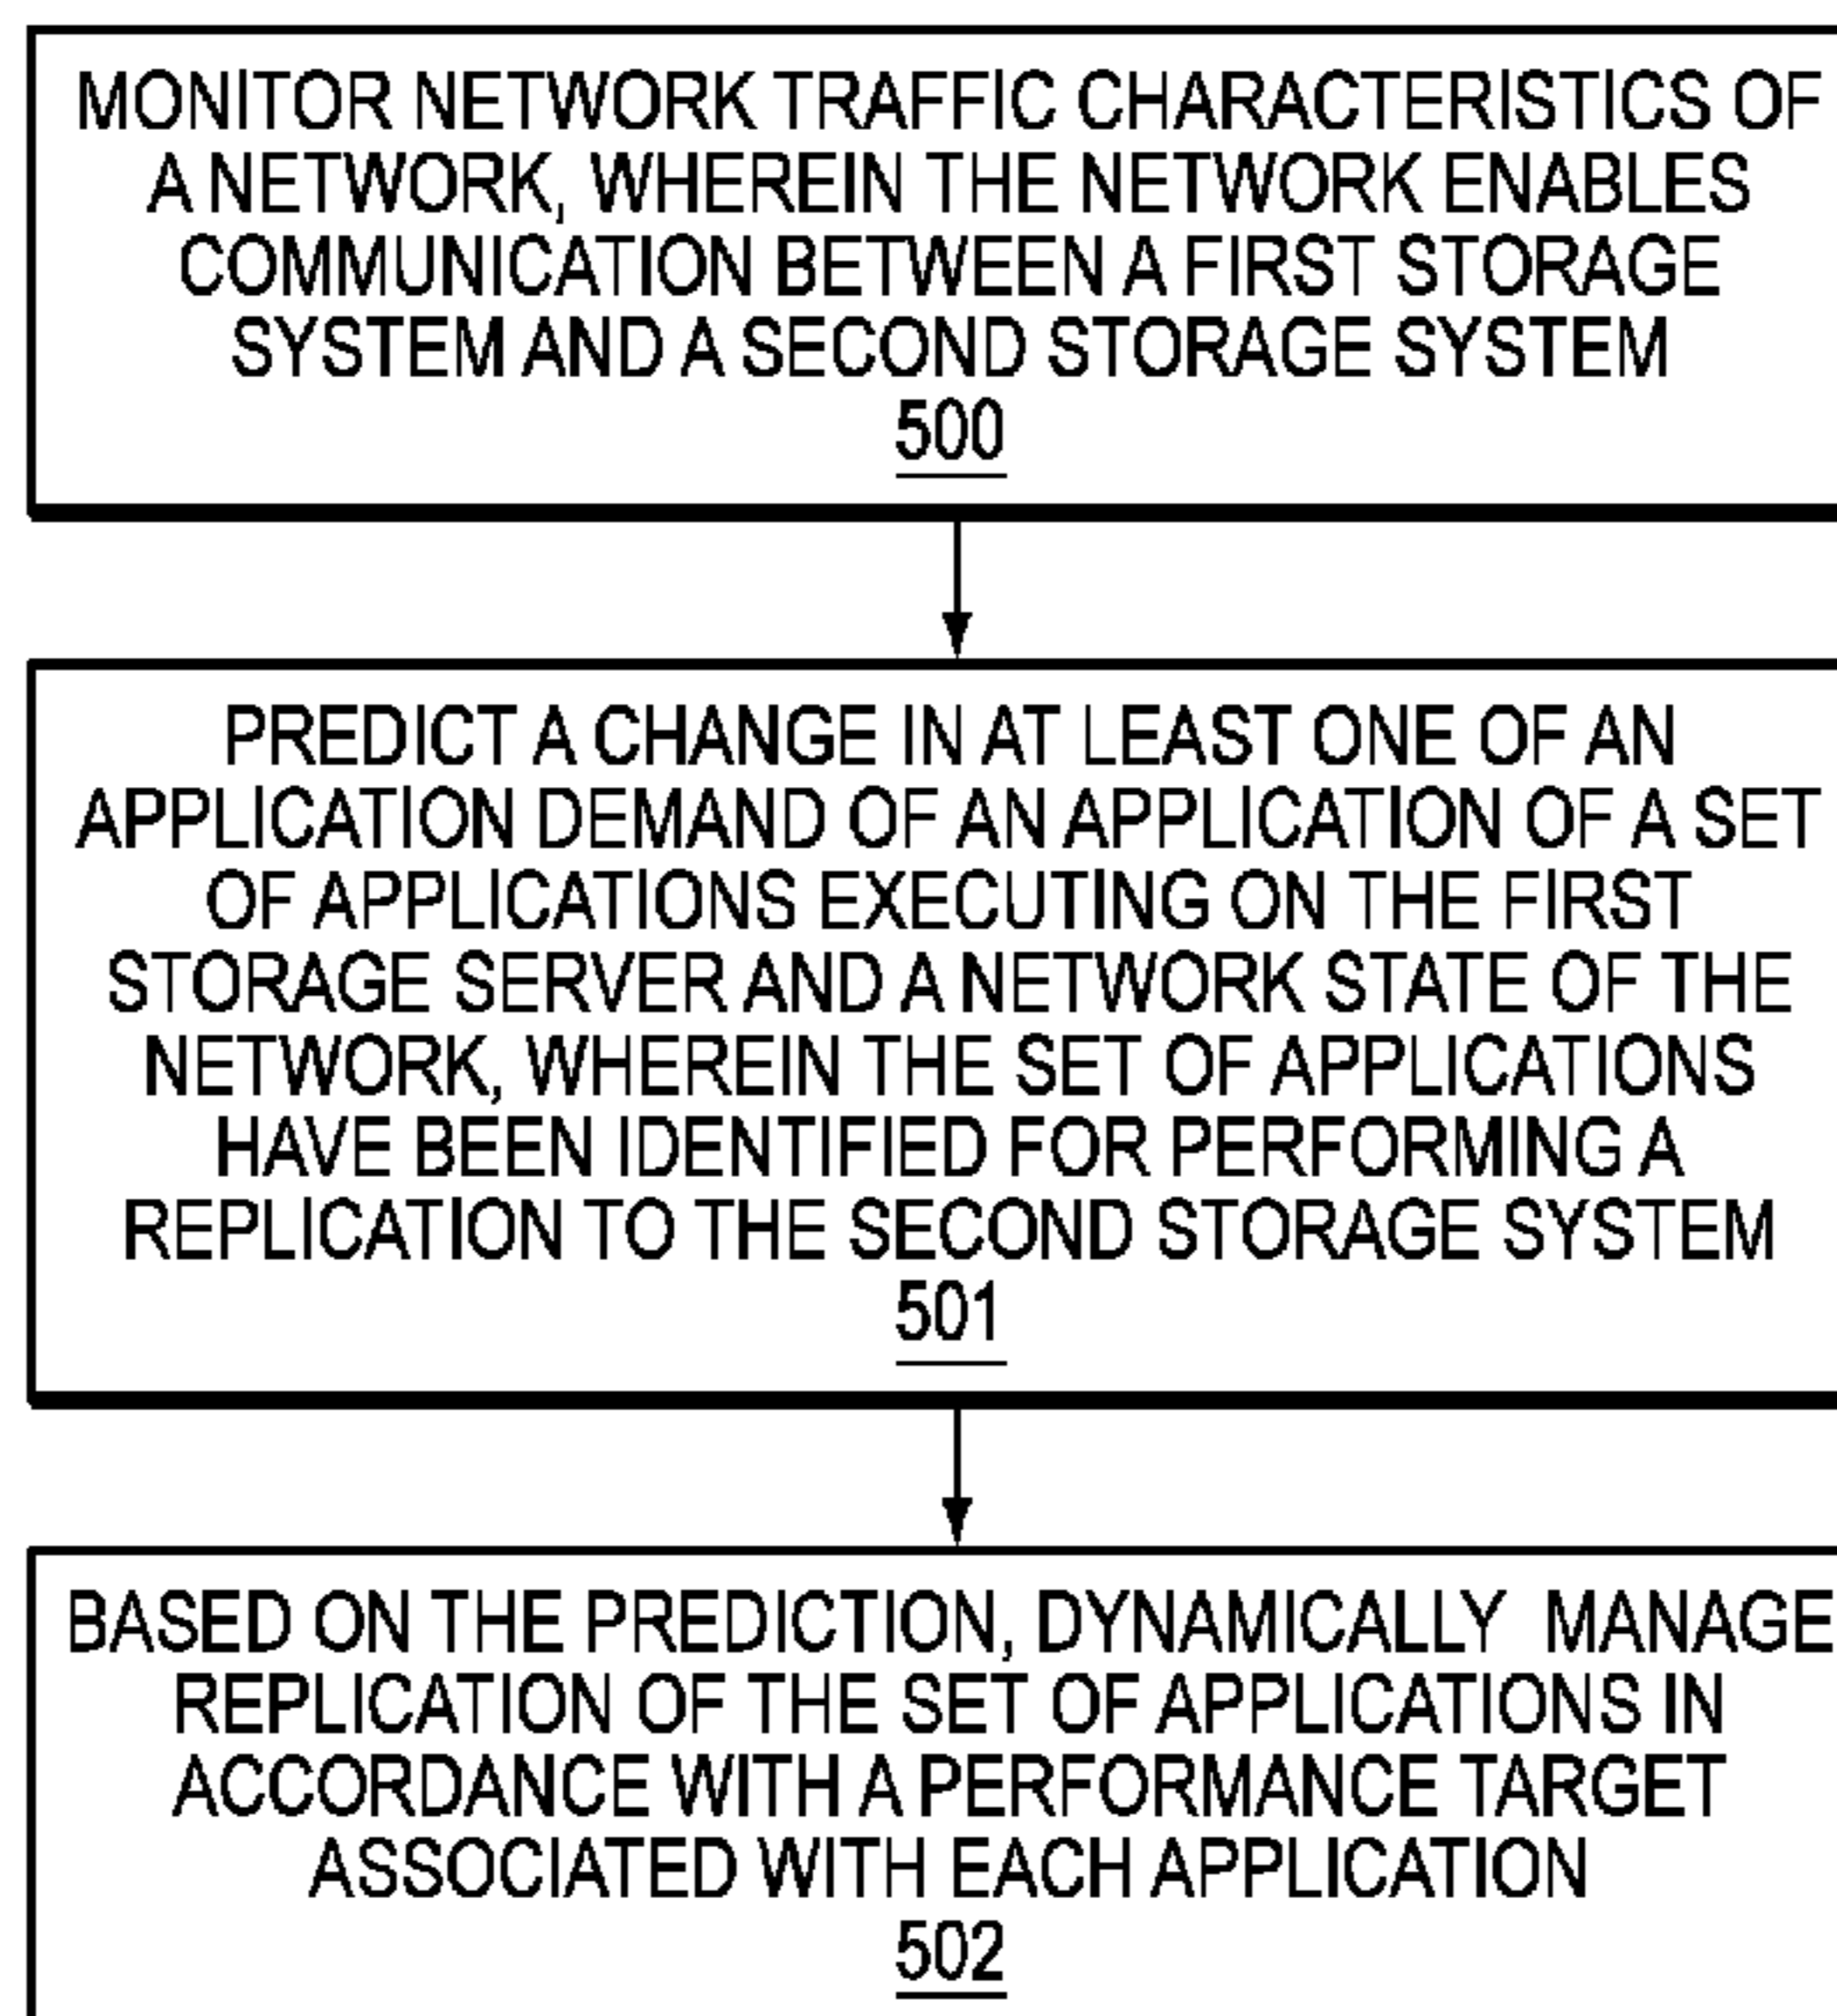 MONITOR NETWORK TRAFFIC CHARACTERISTICS OF
A NETWORK, WHEREIN THE NETWORK ENABLES
COMMUNICATION BETWEEN A FIRST STORAGE
SYSTEM AND A SECOND STORAGE SYSTEM
500
PREDICT A CHANGE IN AT LEAST ONE OF AN
APPLICATION DEMAND OF AN APPLICATION OF A SET
OF APPLICATIONS EXECUTING ON THE FIRST
STORAGE SERVER AND A NETWORK STATE OF THE
NETWORK, WHEREIN THE SET OF APPLICATIONS
HAVE BEEN IDENTIFIED FOR PERFORMING A
REPLICATION TO THE SECOND STORAGE SYSTEM
501
BASED ON THE PREDICTION, DYNAMICALLY MANAGE
REPLICATION OF THE SET OF APPLICATIONS IN
ACCORDANCE WITH A PERFORMANCE TARGET
ASSOCIATED WITH EACH APPLICATION
502